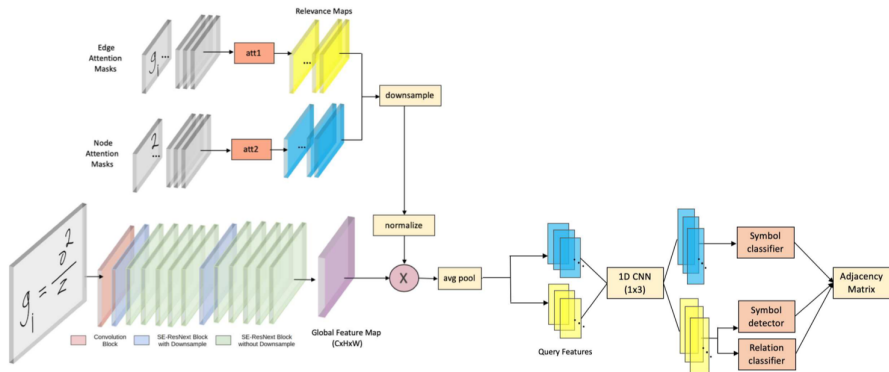 Relevance Maps
Edge
Attention
Masks
g i ...
att1
...
downsample
Node
Attention
Masks
2
...
att2
...
normalize
g i = o 2
z
X
avg pool
1D CNN
(1x3)
Symbol
classifier
Symbol
detector
Relation
classifier
Adjacency
Matrix
Query Features
Global Feature Map
(CxHxW)
Convolution
Block
SE-ResNext Block
with Downsample
SE-ResNext Block
without Downsample